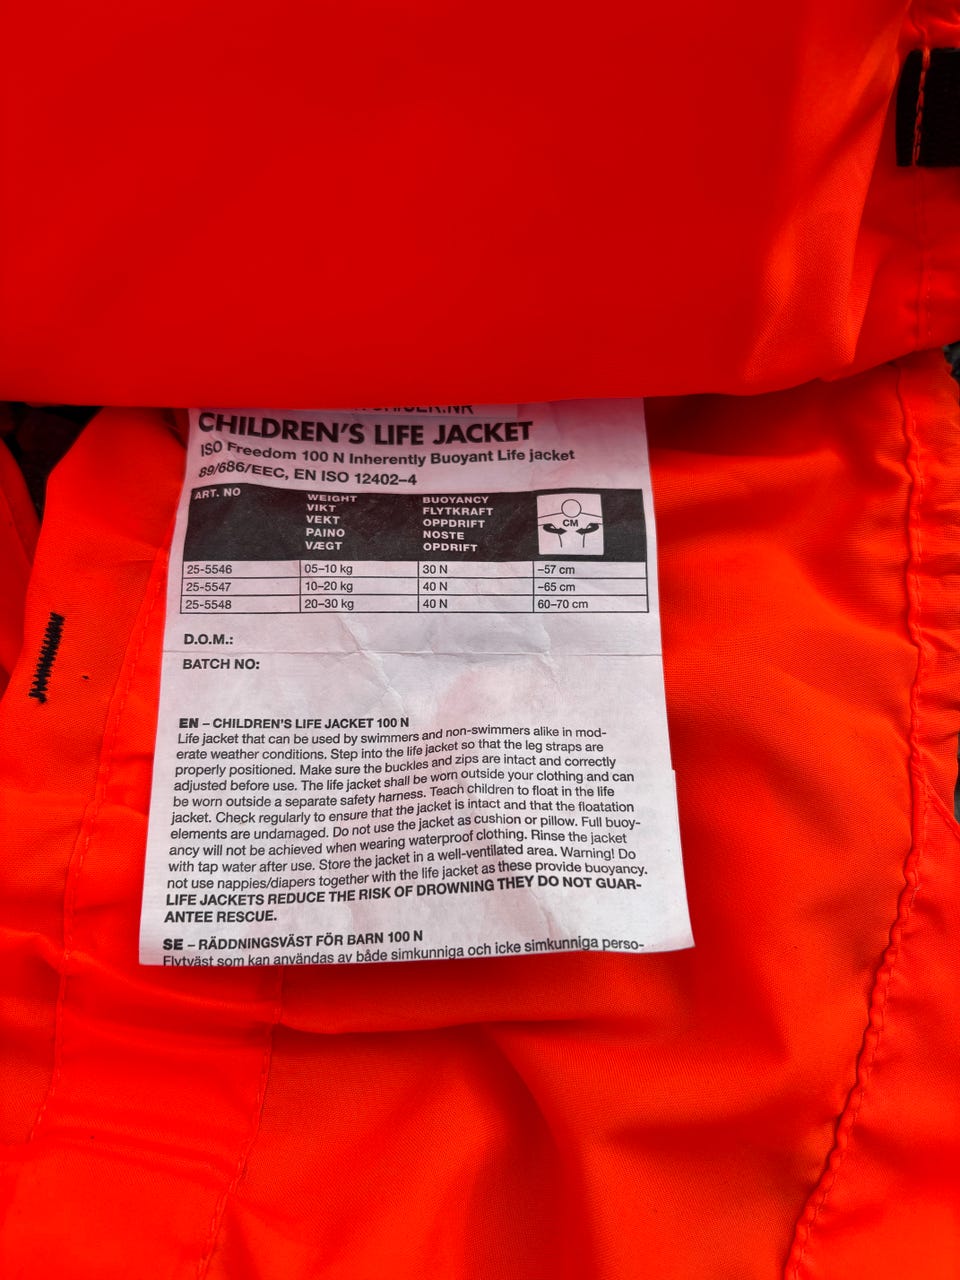 CHILDREN'S LIFE JACKET
ISO Freedom 100 N Inherently Buoyant Life jacket
89/686/EEC, EN ISO 12402–4
ART. NO WEIGHT BUOYANCY
VIKT FLYTKRAFT
VEKT OPPDRIFT
PAINO NOSTE
VÆGT OPDRIFT
CM
25-5546 05–10 kg 30 N –57 cm
25-5547 10–20 kg 40 N –65 cm
25-5548 20–30 kg 40 N 60–70 cm
D.O.M.:
BATCH NO:
EN – CHILDREN'S LIFE JACKET 100 N
Life jacket that can be used by swimmers and non-swimmers alike in mod-
erate weather conditions. Step into the life jacket so that the leg straps are
properly positioned. Make sure the buckles and zips are intact and correctly
adjusted before use. The life jacket shall be worn outside your clothing and can
be worn outside a separate safety harness. Teach children to float in the life
jacket. Check regularly to ensure that the jacket is intact and that the floatation
elements are undamaged. Do not use the jacket as cushion or pillow. Full buoy-
ancy will not be achieved when wearing waterproof clothing. Rinse the jacket
with tap water after use. Store the jacket in a well-ventilated area. Warning! Do
not use nappies/diapers together with the life jacket as these provide buoyancy.
LIFE JACKETS REDUCE THE RISK OF DROWNING THEY DO NOT GUAR-
ANTEE RESCUE.
SE – RÄDDNINGSVÄST FÖR BARN 100 N
Flytväst som kan användas av både simkunniga och icke simkunniga perso-